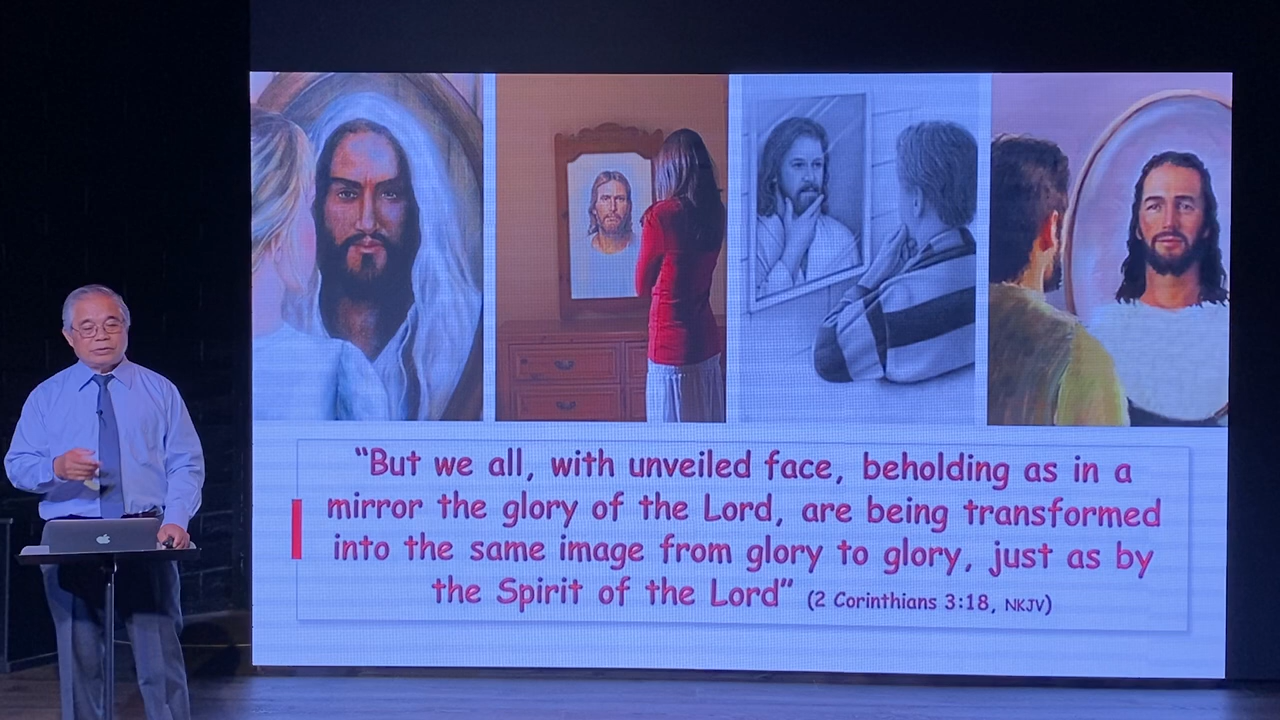 “But we all, with unveiled face, beholding as in a
mirror the glory of the Lord, are being transformed
into the same image from glory to glory, just as by
the Spirit of the Lord” (2 Corinthians 3:18, NKJV)